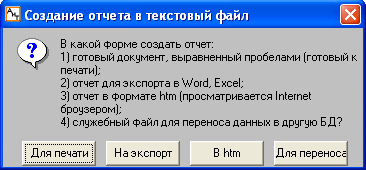 Создание отчета в текстовый файл
В какой форме создать отчет:
1) готовый документ, выравненный пробелами (готовый к
печати);
2) отчет для экспорта в Word, Excel;
3) отчет в формате htm (просматривается Internet
броузером);
4) служебный файл для переноса данных в другую БД?
Для печати На экспорт В htm Для переноса